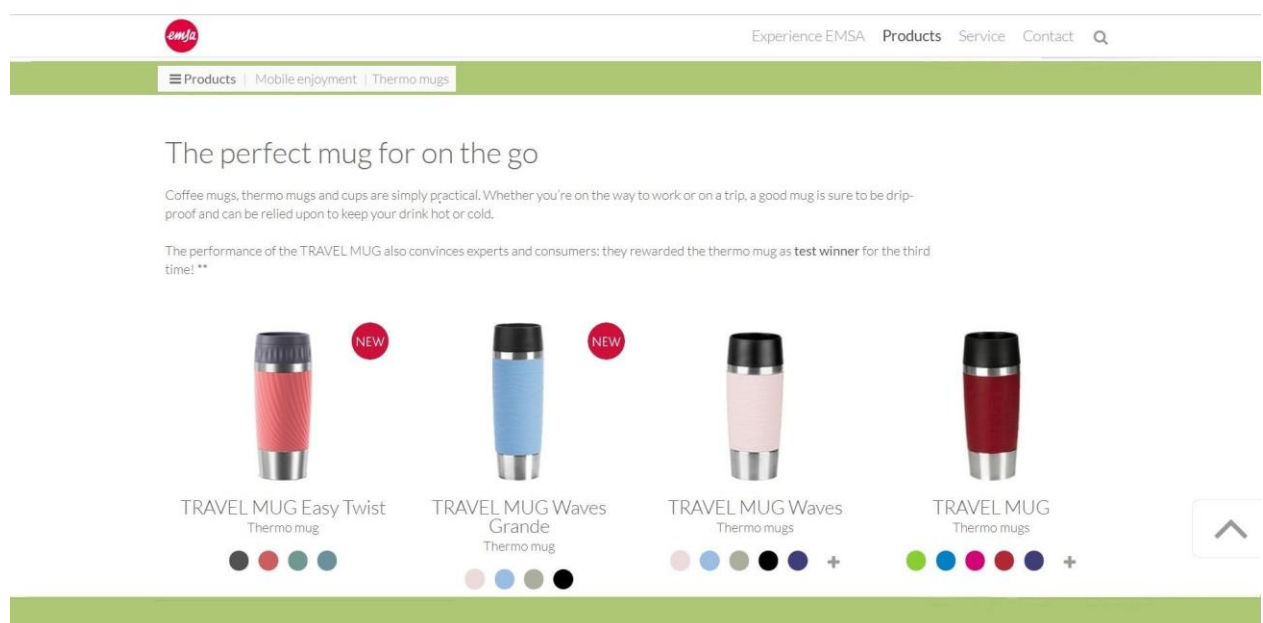 emsa
Experience EMSA Products Service Contact
Products | Mobile enjoyment | Thermo mugs
The perfect mug for on the go
Coffee mugs, thermo mugs and cups are simply practical. Whether you're on the way to work or on a trip, a good mug is sure to be drip-
proof and can be relied upon to keep your drink hot or cold.
The performance of the TRAVEL MUG also convinces experts and consumers: they rewarded the thermo mug as test winner for the third
time! **
NEW
NEW
TRAVEL MUG Easy Twist
Thermo mug
TRAVEL MUG Waves
Grande
Thermo mug
TRAVEL MUG Waves
Thermo mugs
+
TRAVEL MUG
Thermo mugs
+